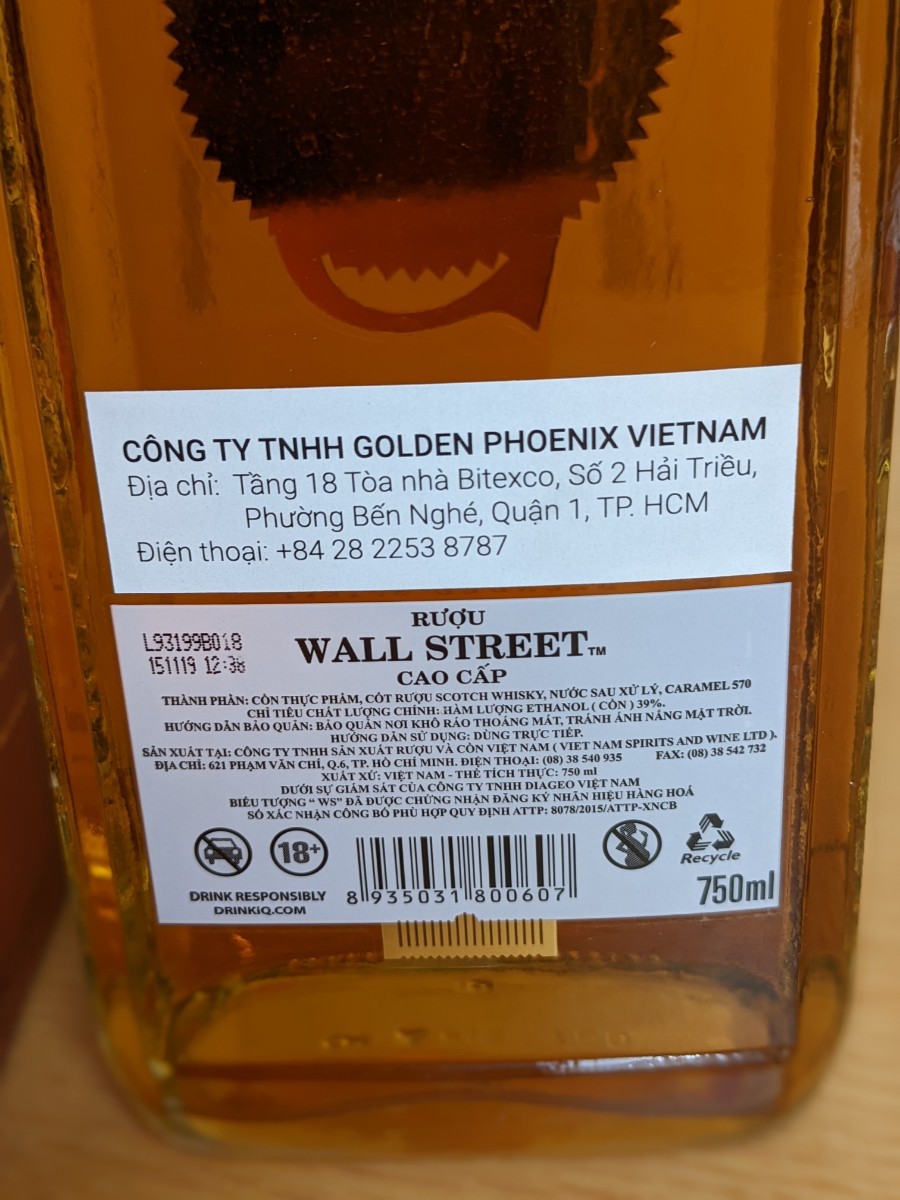 CÔNG TY TNHH GOLDEN PHOENIX VIETNAM
Địa chỉ: Tầng 18 Tòa nhà Bitexco, Số 2 Hải Triều,
Phường Bến Nghé, Quận 1, TP. HCM
Điện thoại: +84 28 2253 8787
RƯỢU
L93199B018
WALL STREET™
151119 12:38
CAO CẤP
THÀNH PHẦN: CỒN THỰC PHẨM, CỐT RƯỢU SCOTCH WHISKY, NƯỚC SAU XỬ LÝ, CARAMEL 570
CHỈ TIÊU CHẤT LƯỢNG CHÍNH: HÀM LƯỢNG ETHANOL ( CỒN ) 39%.
HƯỚNG DẪN BẢO QUẢN: BẢO QUẢN NƠI KHÔ RÁO THOÁNG MÁT, TRÁNH ÁNH NẮNG MẶT TRỜI.
HƯỚNG DẪN SỬ DỤNG: DÙNG TRỰC TIẾP.
SẢN XUẤT TẠI: CÔNG TY TNHH SẢN XUẤT RƯỢU VÀ CỒN VIỆT NAM ( VIET NAM SPIRITS AND WINE LTD ).
ĐỊA CHỈ: 621 PHẠM VĂN CHÍ, Q.6, TP. HỒ CHÍ MINH. ĐIỆN THOẠI: (08) 38 540 935 FAX: (08) 38 542 732
XUẤT XỨ: VIỆT NAM - THỂ TÍCH THỰC: 750 ml
DƯỚI SỰ GIÁM SÁT CỦA CÔNG TY TNHH DIAGEO VIỆT NAM
BIỂU TƯỢNG " WS" ĐÃ ĐƯỢC CHỨNG NHẬN ĐĂNG KÝ NHÃN HIỆU HÀNG HOÁ
SỐ XÁC NHẬN CÔNG BỐ PHÙ HỢP QUY ĐỊNH ATTP: 8078/2015/ATTP-XNCB
18+
Recycle
DRINK RESPONSIBLY
DRINKIQ.COM
8 935031 800607
750ml